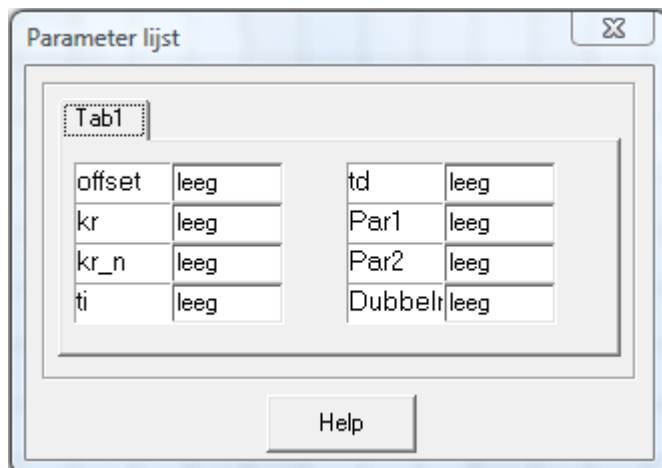 Parameter lijst
Tab1
offset leeg
kr leeg
kr_n leeg
ti leeg
td leeg
Par1 leeg
Par2 leeg
leeg
Help